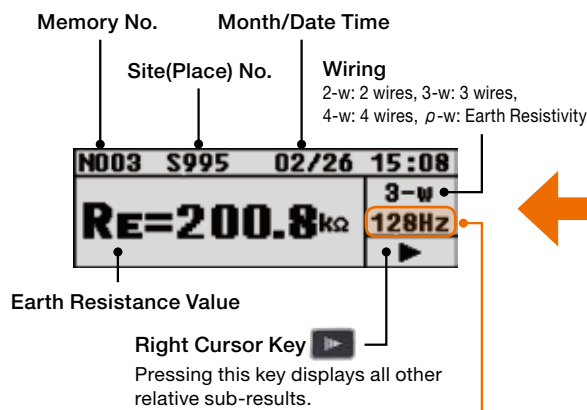 Memory No.
Month/Date Time
Site(Place) No.
Wiring
2-w: 2 wires, 3-w: 3 wires,
4-w: 4 wires, ρ-w: Earth Resistivity
N003 S995 02/26 15:08
3-w
RE=200.8kΩ
128Hz
Earth Resistance Value
Right Cursor Key
Pressing this key displays all other
relative sub-results.